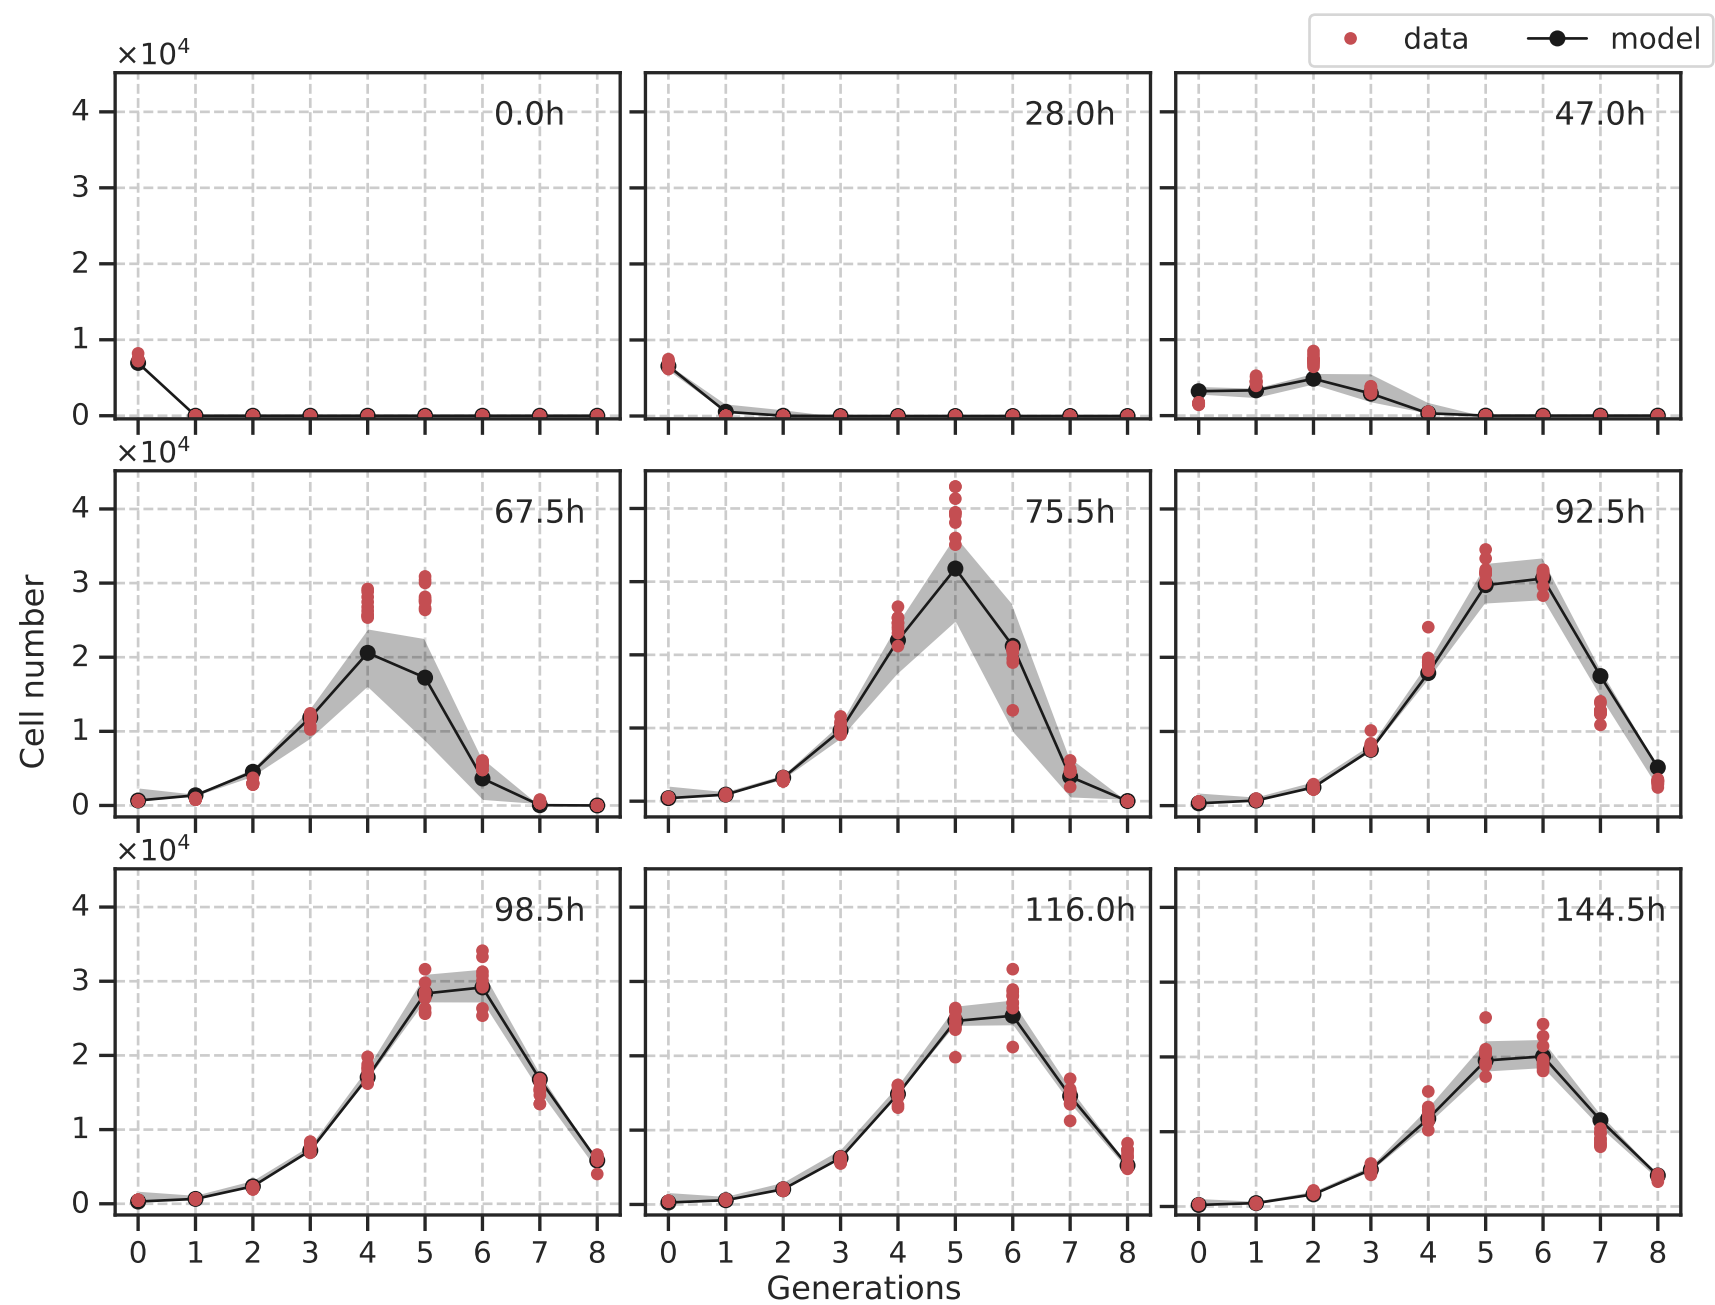 data model
×10⁴
4 0.0h 28.0h 47.0h
3
2
1
0
×10⁴
4 67.5h 75.5h 92.5h
3
2
1
0
Cell number
×10⁴
4 98.5h 116.0h 144.5h
3
2
1
0
0 1 2 3 4 5 6 7 8 0 1 2 3 4 5 6 7 8 0 1 2 3 4 5 6 7 8
Generations